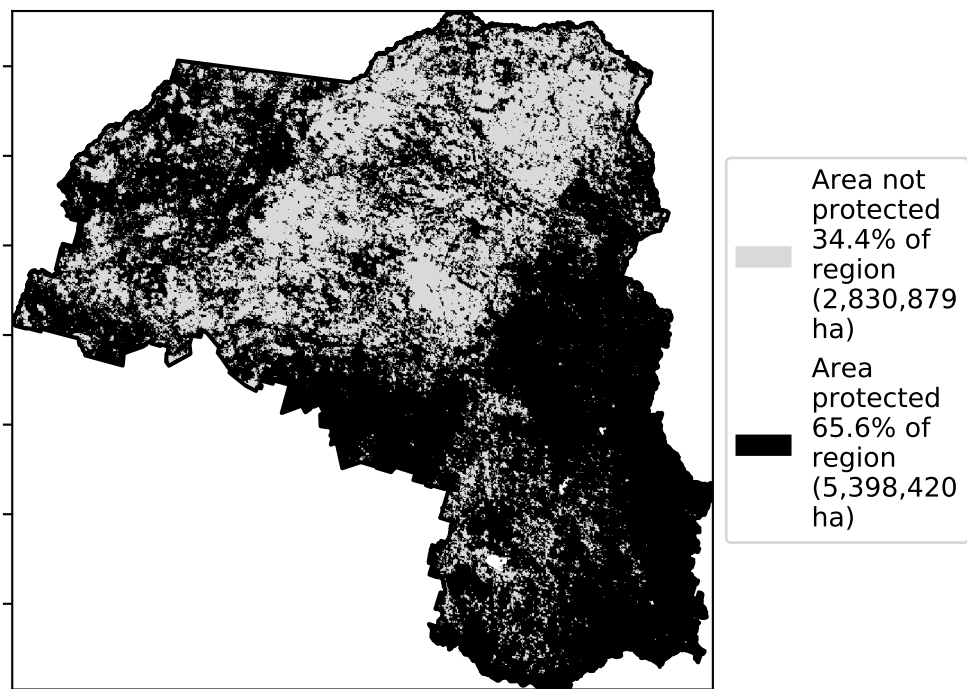 Area not
protected
34.4% of
region
(2,830,879
ha)
Area
protected
65.6% of
region
(5,398,420
ha)